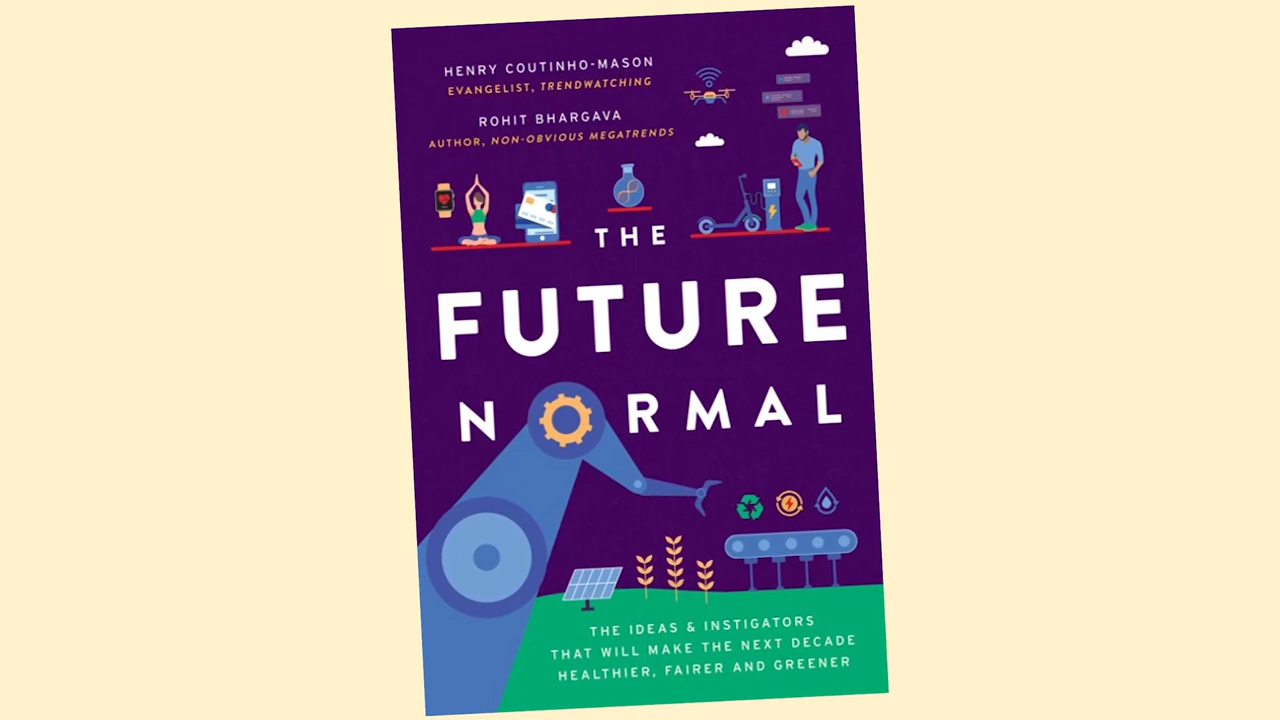 HENRY COUTINHO-MASON
EVANGELIST, TRENDWATCHING
ROHIT BHARGAVA
AUTHOR, NON-OBVIOUS MEGATRENDS
THE
FUTURE
NORMAL
THE IDEAS & INSTIGATORS
THAT WILL MAKE THE NEXT DECADE
HEALTHIER, FAIRER AND GREENER